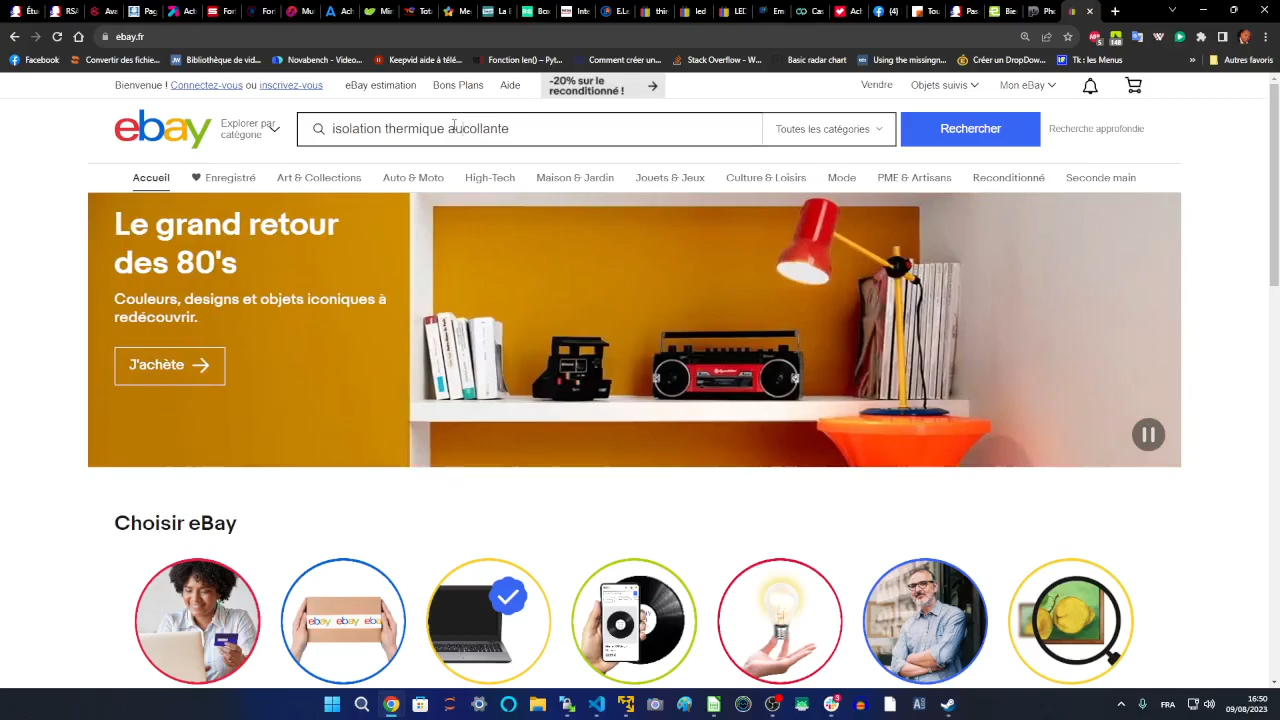 ebay.fr
Facebook
Convertir des fichie...
Bibliothèque de vid...
Novabench - Video...
Keepvid aide à télé...
Fonction len() – Pyt...
Stack Overflow – W...
Basic radar chart
Using the missingn...
Créer un DropDow...
Tk : les Menus
»
Autres favoris
Bienvenue ! Connectez-vous ou inscrivez-vous
eBay estimation
Bons Plans
Aide
-20% sur le
reconditionné !
Vendre
Objets suivis
Mon eBay
ebay
Explorer par
catégorie
isolation thermique aucollante
Toutes les catégories
Rechercher
Recherche approfondie
Accueil
Enregistré
Art & Collections
Auto & Moto
High-Tech
Maison & Jardin
Jouets & Jeux
Culture & Loisirs
Mode
PME & Artisans
Reconditionné
Seconde main
Le grand retour
des 80's
Couleurs, designs et objets iconiques à
redécouvrir.
J'achète
Choisir eBay
ebay ebay
FRA
16:50
09/08/2023